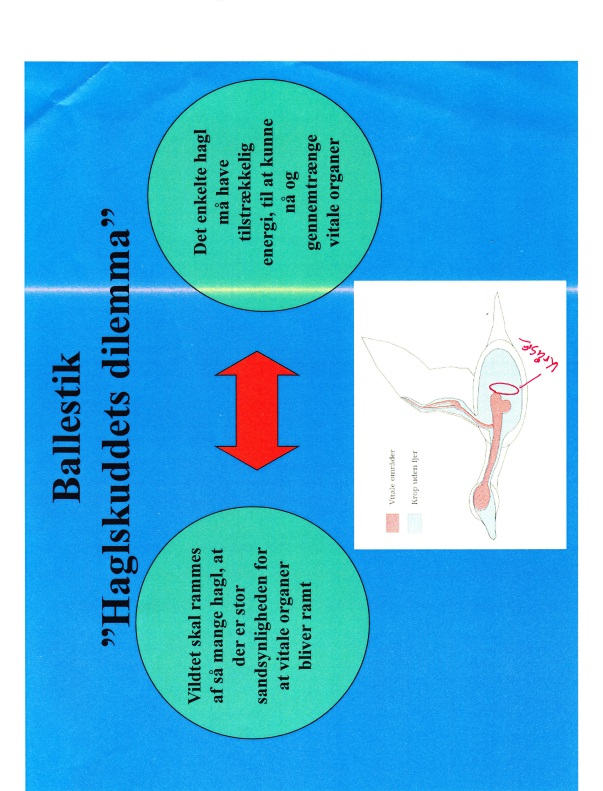 Ballestik
”Haglskuddets dilemma”
Vildtet skal rammes
af så mange hagl, at
der er stor
sandsynligheden for
at vitale organer
bliver ramt
Det enkelte hagl
må have
tilstrækkelig
energi, til at kunne
nå og
gennemtrænge
vitale organer
Vitale områder
Krop uden fjer
Kråse